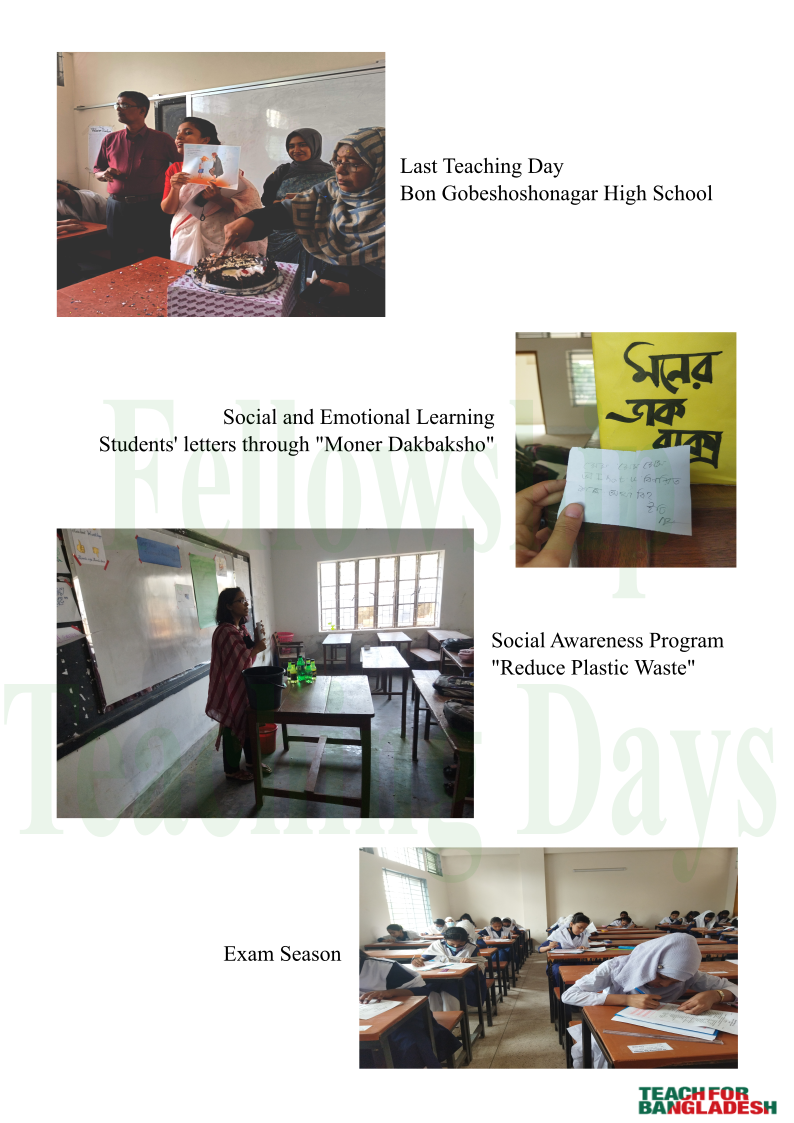 Last Teaching Day
Bon Gobeshoshonagar High School
Social and Emotional Learning
Students' letters through "Moner Dakbaksho"
মনের
ডাক
বাক্স
Fellowship
Social Awareness Program
"Reduce Plastic Waste"
Teaching Days
Exam Season
TEACH FOR
BANGLADESH